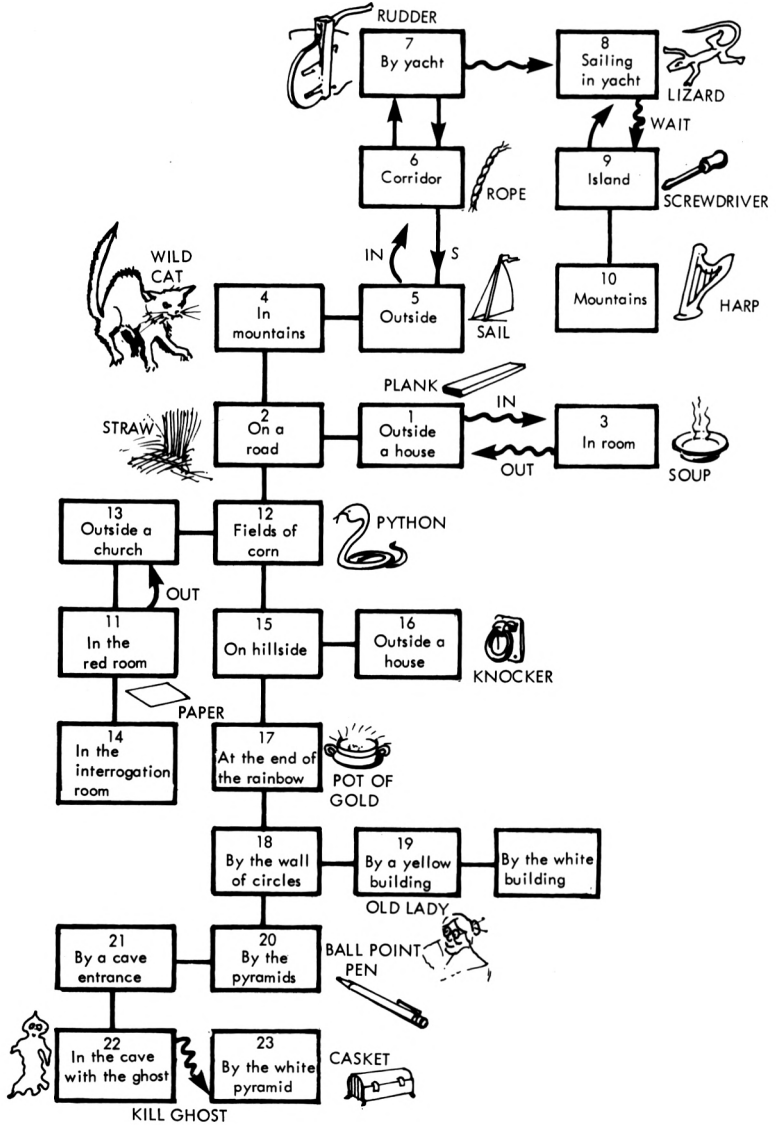 RUDDER
7
By yacht
8
Sailing
in yacht
LIZARD
WAIT
6
Corridor
ROPE
9
Island
SCREWDRIVER
IN
S
WILD
CAT
4
In
mountains
5
Outside
SAIL
10
Mountains
HARP
PLANK
STRAW
2
On a
road
1
Outside
a house
IN
OUT
3
In room
SOUP
13
Outside a
church
12
Fields of
corn
PYTHON
OUT
11
In the
red room
15
On hillside
16
Outside a
house
KNOCKER
PAPER
14
In the
interrogation
room
17
At the end of
the rainbow
POT OF
GOLD
18
By the wall
of circles
19
By a yellow
building
By the white
building
OLD LADY
21
By a cave
entrance
20
By the
pyramids
BALL POINT
PEN
22
In the cave
with the ghost
23
By the white
pyramid
CASKET
KILL GHOST